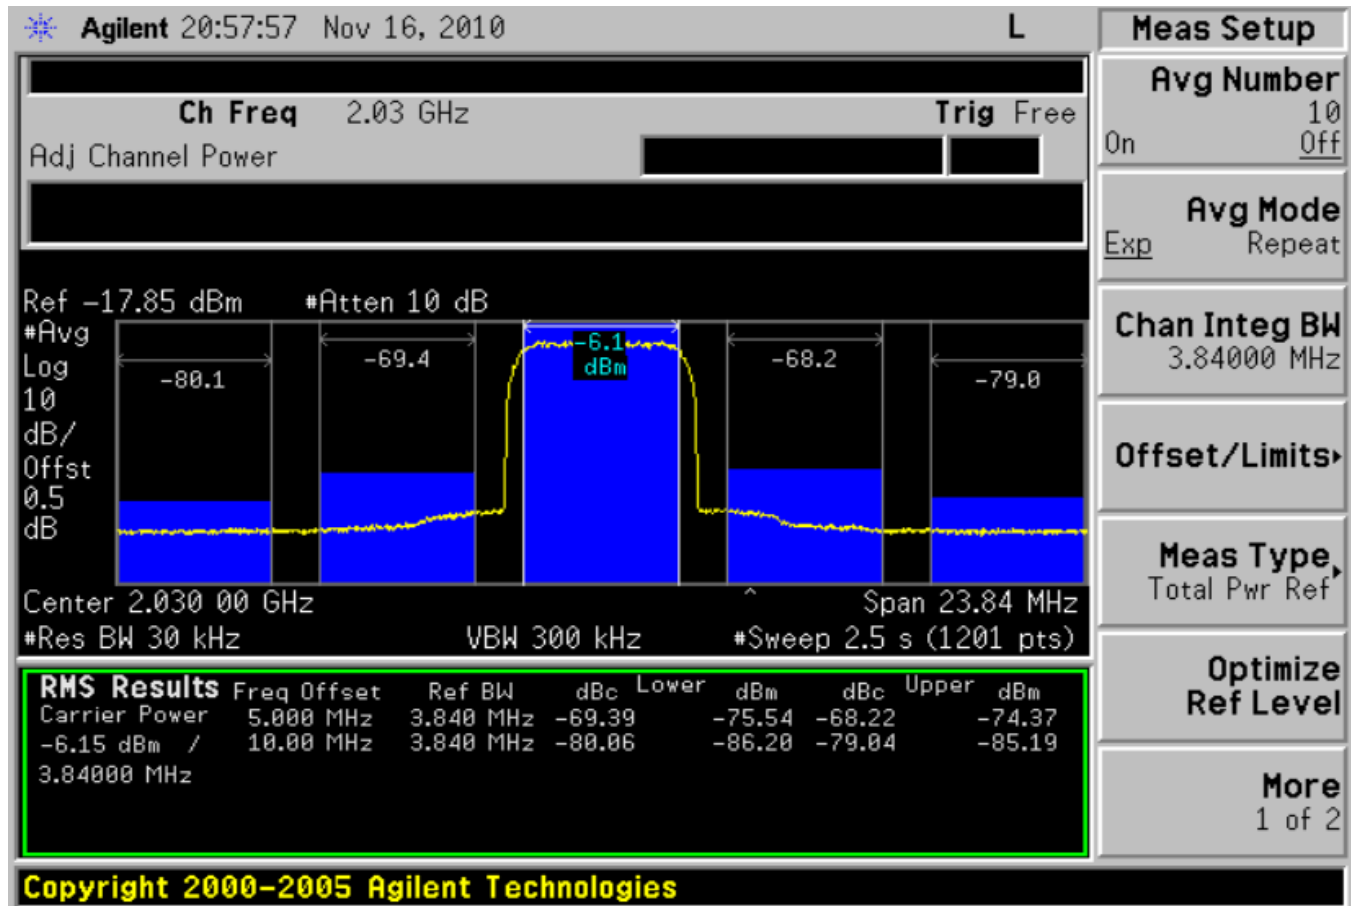 Agilent 20:57:57 Nov 16, 2010 L
Ch Freq 2.03 GHz Trig Free
Adj Channel Power
Ref -17.85 dBm #Atten 10 dB
#Avg
Log
10
dB/
Offst
0.5
dB
-80.1
-69.4
-6.1
dBm
-68.2
-79.0
Center 2.030 00 GHz Span 23.84 MHz
#Res BW 30 kHz VBW 300 kHz #Sweep 2.5 s (1201 pts)
RMS Results Freq Offset Ref BW dBc Lower dBm dBc Upper dBm
Carrier Power 5.000 MHz 3.840 MHz -69.39 -75.54 -68.22 -74.37
-6.15 dBm / 10.00 MHz 3.840 MHz -80.06 -86.20 -79.04 -85.19
3.84000 MHz
Copyright 2000-2005 Agilent Technologies
Meas Setup
Avg Number
10
On Off
Avg Mode
Exp Repeat
Chan Integ BW
3.84000 MHz
Offset/Limits
Meas Type
Total Pwr Ref
Optimize
Ref Level
More
1 of 2